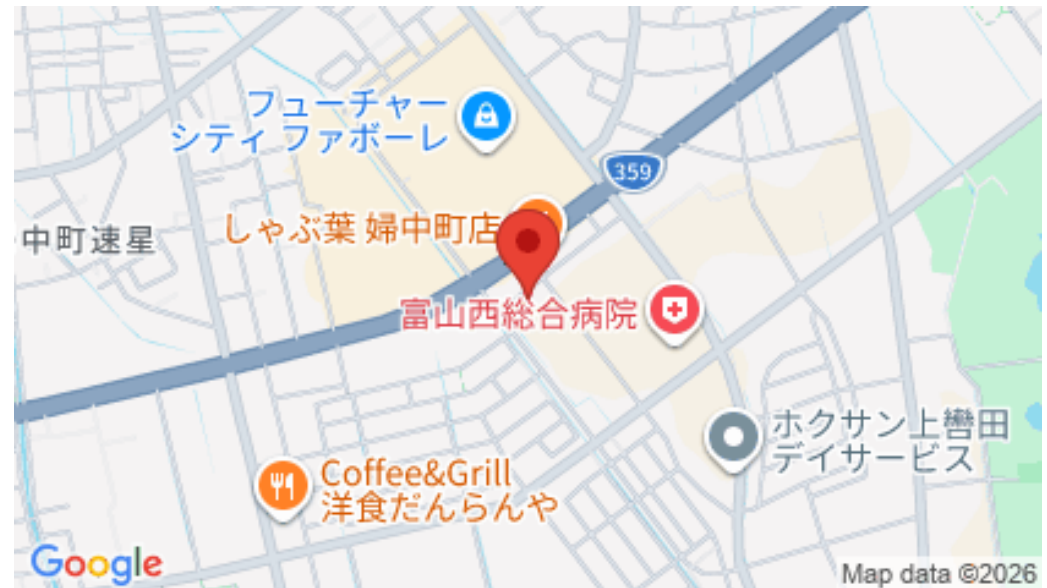 フューチャー
シティ ファボーレ
359
しゃぶ葉 婦中町店
中町速星
富山西総合病院
ホクサン上轡田
デイサービス
Coffee&Grill
洋食だんらんや
Google
Map data ©2026